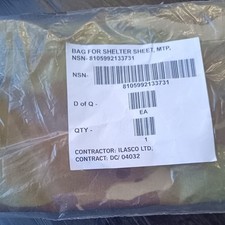 BAG FOR SHELTER SHEET, MTP,
NSN- 8105992133731
NSN-
8105992133731
D of Q -
EA
QTY -
1
CONTRACTOR: ILASCO LTD.
CONTRACT: DC/ 04032